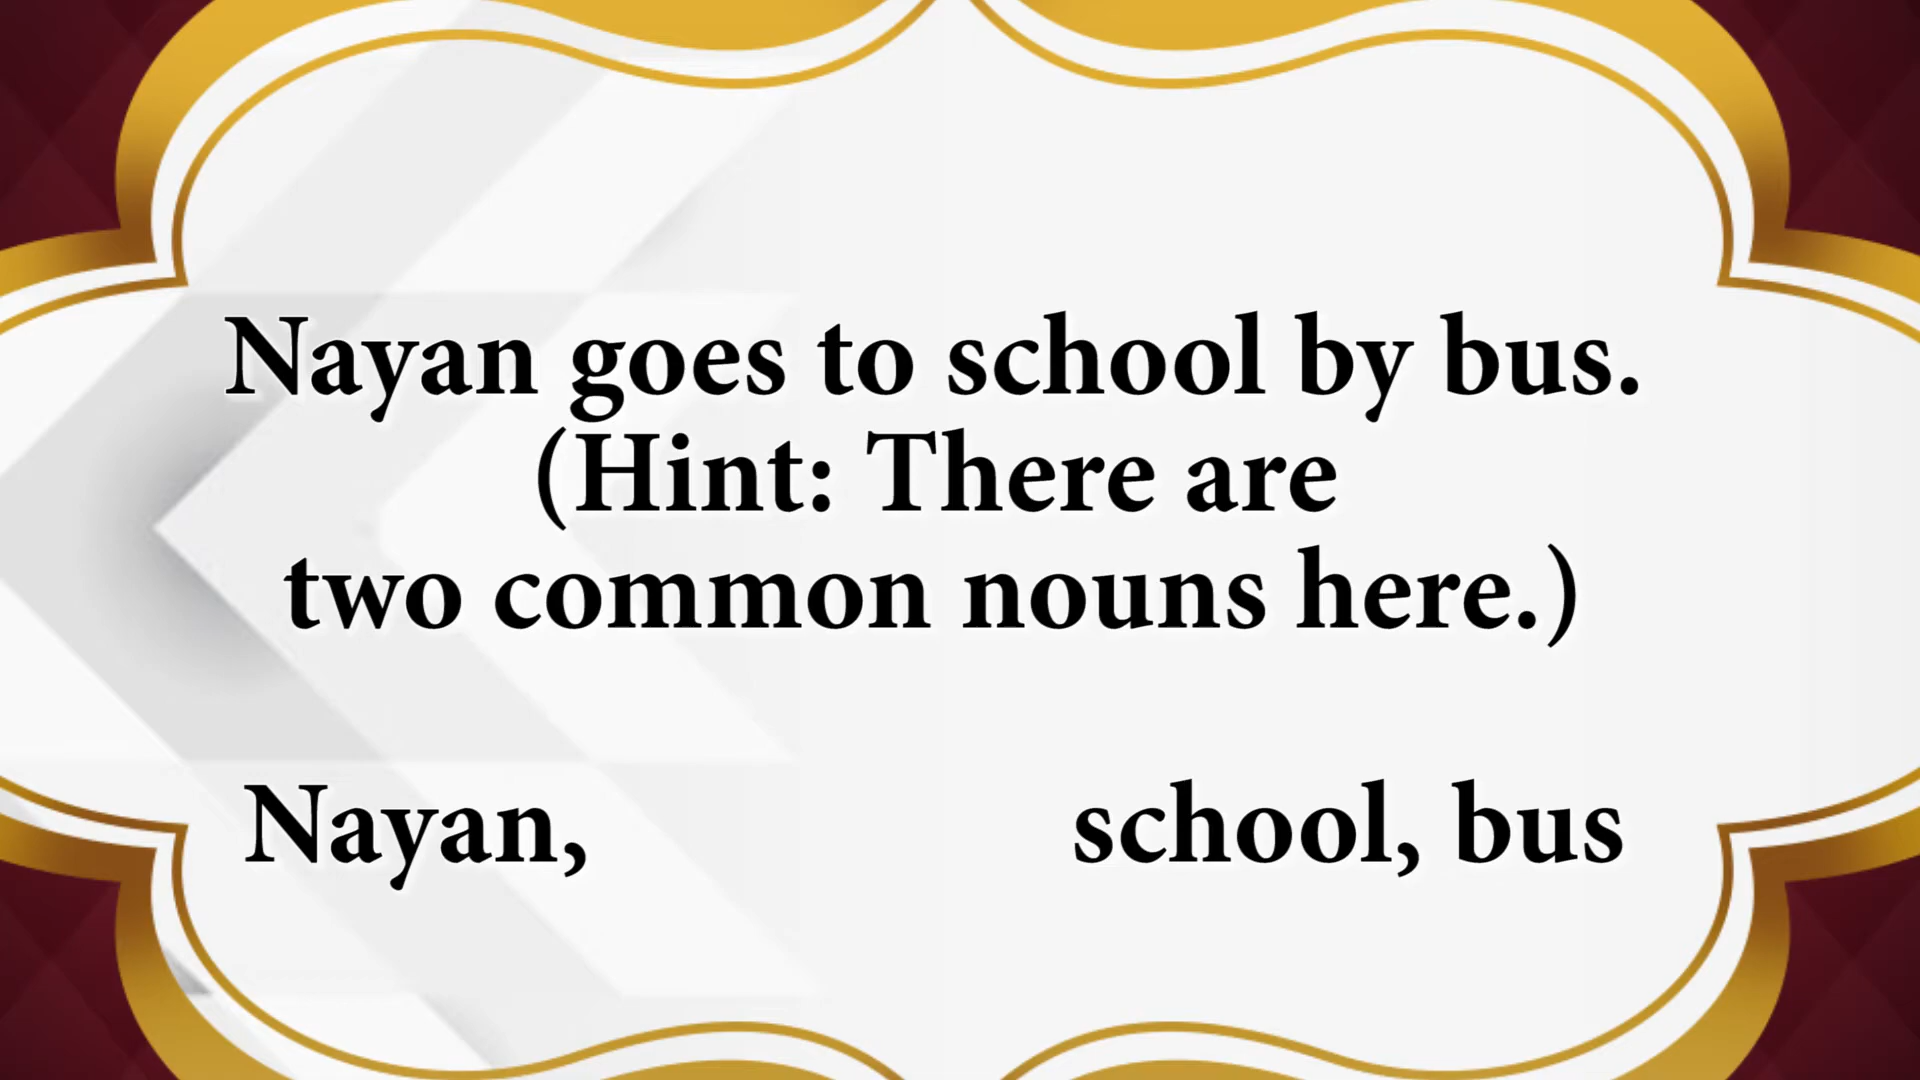 Nayan goes to school by bus.
(Hint: There are
two common nouns here.)
Nayan, school, bus